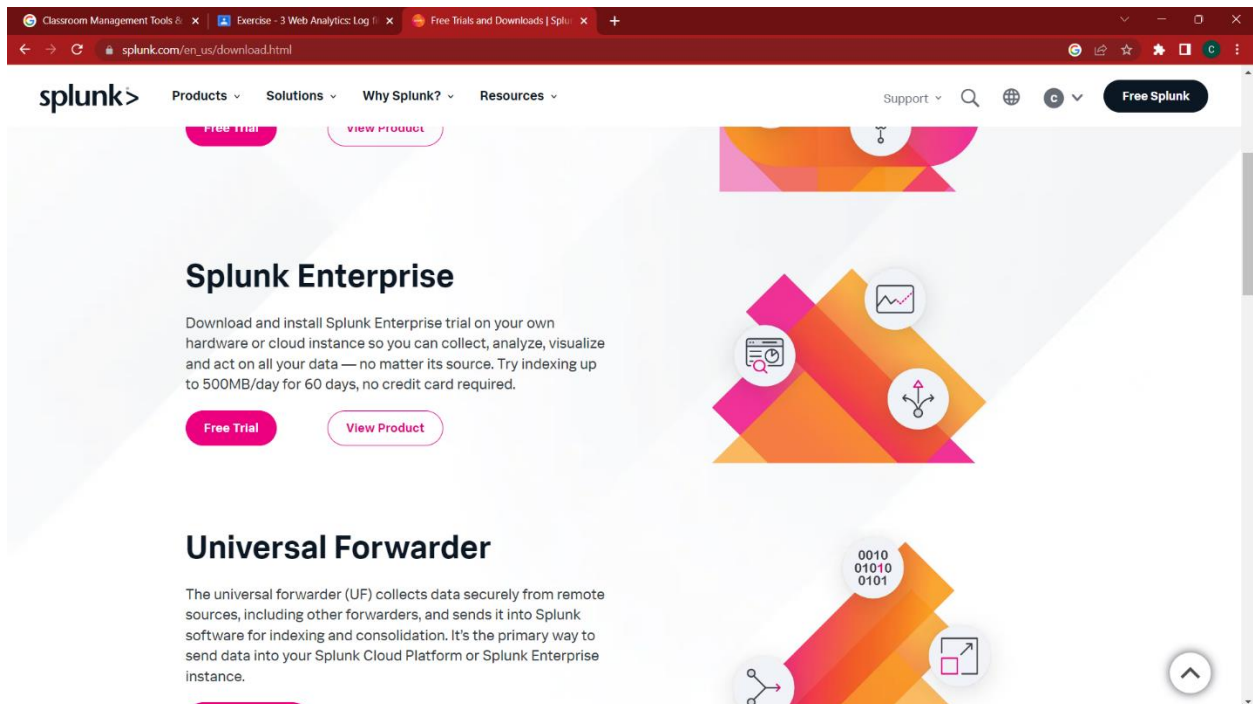 Classroom Management Tools &
Exercise - 3 Web Analytics: Log fi
Free Trials and Downloads | Splun
splunk.com/en_us/download.html
C
splunk>
Products
Solutions
Why Splunk?
Resources
Support
C
Free Splunk
Free Trial
View Product
Splunk Enterprise
Download and install Splunk Enterprise trial on your own
hardware or cloud instance so you can collect, analyze, visualize
and act on all your data — no matter its source. Try indexing up
to 500MB/day for 60 days, no credit card required.
Free Trial
View Product
Universal Forwarder
The universal forwarder (UF) collects data securely from remote
sources, including other forwarders, and sends it into Splunk
software for indexing and consolidation. It's the primary way to
send data into your Splunk Cloud Platform or Splunk Enterprise
instance.
0010
01010
0101